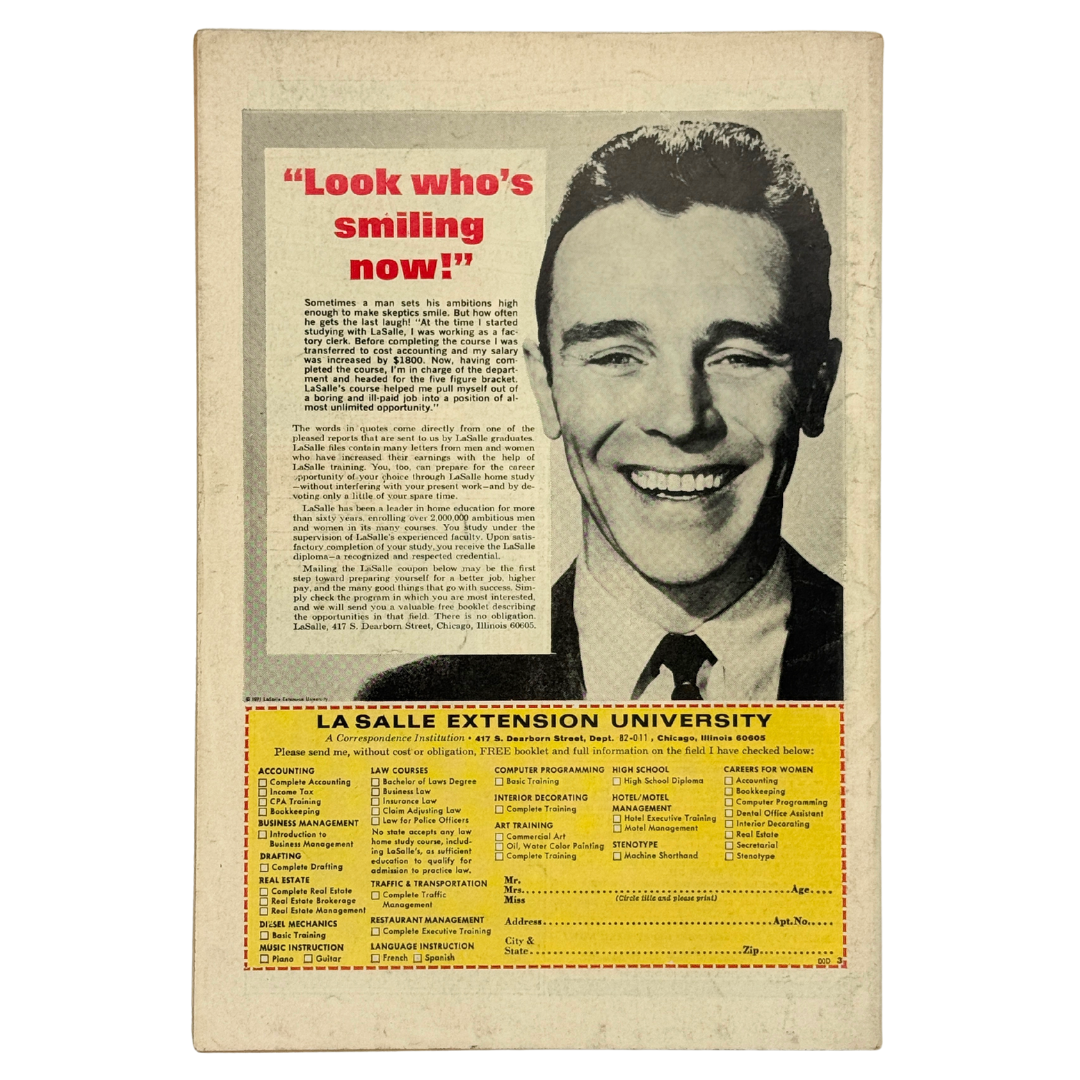 “Look who’s
smiling
now!”
Sometimes a man sets his ambitions high
enough to make skeptics smile. But how often
he gets the last laugh! “At the time I started
studying with LaSalle, I was working as a fac-
tory clerk. Before completing the course I was
transferred to cost accounting and my salary
was increased by $1800. Now, having com-
pleted the course, I’m in charge of the depart-
ment and headed for the five figure bracket.
LaSalle’s course helped me pull myself out of
a boring and ill-paid job into a position of al-
most unlimited opportunity.”
The words in quotes come directly from one of the
pleased reports that are sent to us by LaSalle graduates.
LaSalle files contain many letters from men and women
who have increased their earnings with the help of
LaSalle training. You, too, can prepare for the career
opportunity of your choice through LaSalle home study
—without interfering with your present work—and by de-
voting only a little of your spare time.
LaSalle has been a leader in home education for more
than sixty years, enrolling over 2,000,000 ambitious men
and women in its many courses. You study under the
supervision of LaSalle’s experienced faculty. Upon satis-
factory completion of your study, you receive the LaSalle
diploma—a recognized and respected credential.
Mailing the LaSalle coupon below may be the first
step toward preparing yourself for a better job, higher
pay, and the many good things that go with success. Sim-
ply check the program in which you are most interested,
and we will send you a valuable free booklet describing
the opportunities in that field. There is no obligation.
LaSalle, 417 S. Dearborn Street, Chicago, Illinois 60605.
LaSalle Extension University
LA SALLE EXTENSION UNIVERSITY
A Correspondence Institution • 417 S. Dearborn Street, Dept. 82-011, Chicago, Illinois 60605
Please send me, without cost or obligation, FREE booklet and full information on the field I have checked below:
ACCOUNTING
Complete Accounting
Income Tax
CPA Training
Bookkeeping
BUSINESS MANAGEMENT
Introduction to
Business Management
DRAFTING
Complete Drafting
REAL ESTATE
Complete Real Estate
Real Estate Brokerage
Real Estate Management
DIESEL MECHANICS
Basic Training
MUSIC INSTRUCTION
Piano Guitar
LAW COURSES
Bachelor of Laws Degree
Business Law
Insurance Law
Claim Adjusting Law
Law for Police Officers
No state accepts any law
home study course, includ-
ing LaSalle’s, as sufficient
education to qualify for
admission to practice law.
TRAFFIC & TRANSPORTATION
Complete Traffic
Management
RESTAURANT MANAGEMENT
Complete Executive Training
LANGUAGE INSTRUCTION
French Spanish
COMPUTER PROGRAMMING
Basic Training
INTERIOR DECORATING
Complete Training
ART TRAINING
Commercial Art
Oil, Water Color Painting
Complete Training
HIGH SCHOOL
High School Diploma
HOTEL/MOTEL
MANAGEMENT
Hotel Executive Training
Motel Management
STENOTYPE
Machine Shorthand
CAREERS FOR WOMEN
Accounting
Bookkeeping
Computer Programming
Dental Office Assistant
Interior Decorating
Real Estate
Secretarial
Stenotype
Mr.
Mrs. Age
Miss (Circle title and please print)
Address Apt. No.
City &
State Zip
3